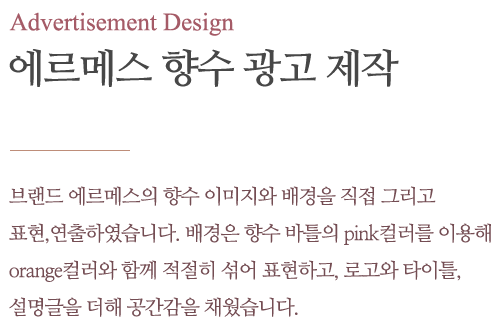 Advertisement Design
에르메스 향수 광고 제작
브랜드 에르메스의 향수 이미지와 배경을 직접 그리고
표현,연출하였습니다. 배경은 향수 바틀의 pink컬러를 이용해
orange컬러와 함께 적절히 섞어 표현하고, 로고와 타이틀,
설명글을 더해 공간감을 채웠습니다.